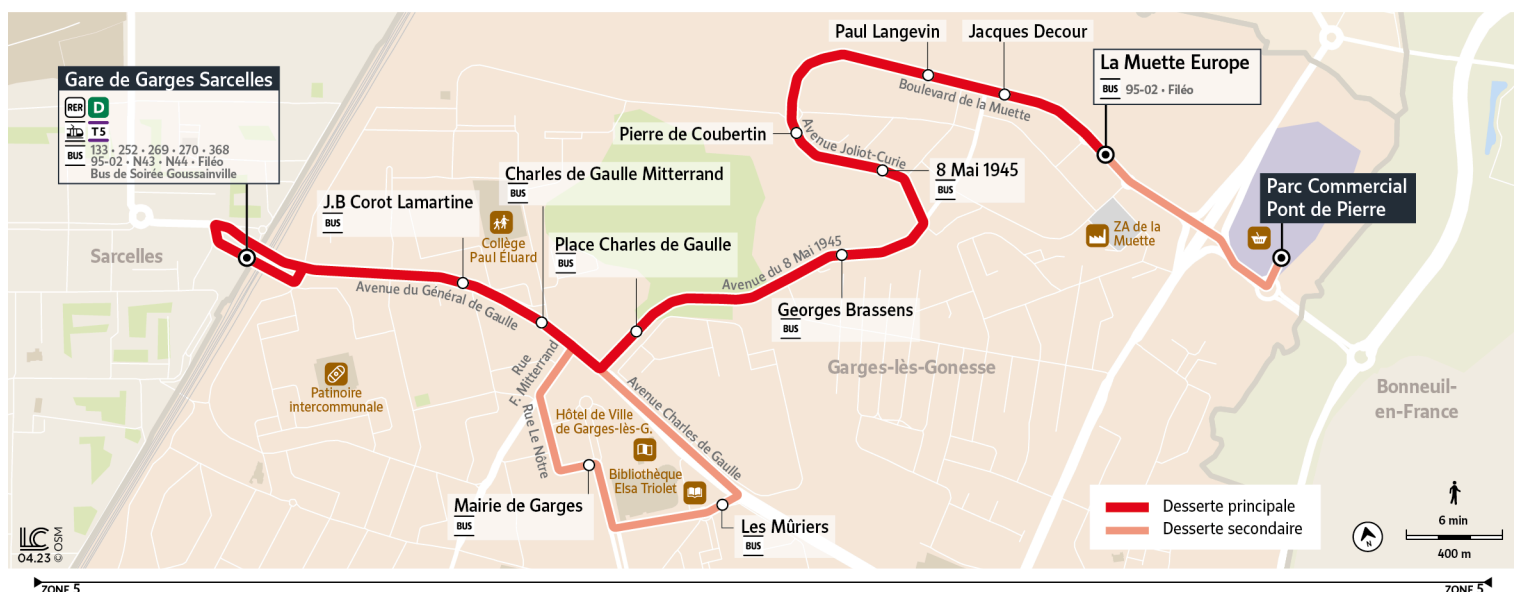 Paul Langevin
Jacques Decour
La Muette Europe
BUS 95-02 • Filéo
Boulevard de la Muette
Gare de Garges Sarcelles
RER D
T5
BUS 133 • 252 • 269 • 270 • 368
95-02 • N43 • N44 • Filéo
Bus de Soirée Goussainville
Pierre de Coubertin
Avenue Joliot-Curie
8 Mai 1945
BUS
Charles de Gaulle Mitterrand
BUS
J.B Corot Lamartine
BUS
Parc Commercial
Pont de Pierre
ZA de la
Muette
Collège
Paul Éluard
Place Charles de Gaulle
BUS
Sarcelles
Avenue du 8 Mai 1945
Avenue du Général de Gaulle
Georges Brassens
BUS
Garges-lès-Gonesse
Rue
F. Mitterrand
Avenue Charles de Gaulle
Patinoire
intercommunale
Bonneuil-
en-France
Rue Le Nôtre
Hôtel de Ville
de Garges-lès-G.
Bibliothèque
Elsa Triolet
Mairie de Garges
BUS
Les Mûriers
BUS
Desserte principale
Desserte secondaire
N
6 min
400 m
LC
04.23
© OSM
ZONE 5
ZONE 5